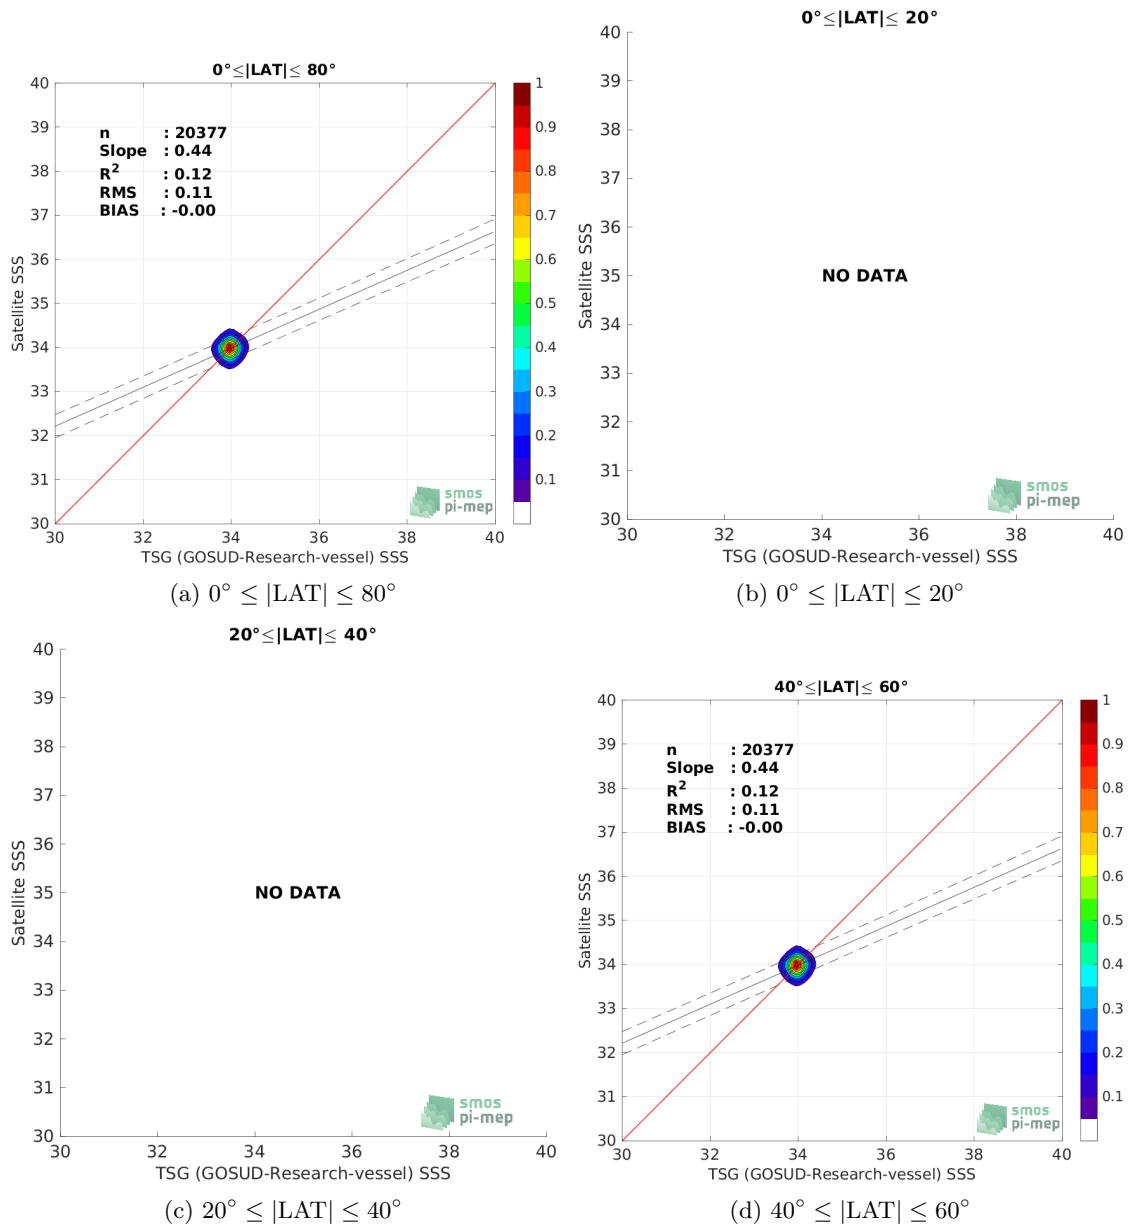 0°≤|LAT|≤ 80°
40
39
38
37
36
35
34
33
32
31
30
n : 20377
Slope : 0.44
R² : 0.12
RMS : 0.11
BIAS : -0.00
Satellite SSS
30 32 34 36 38 40
TSG (GOSUD-Research-vessel) SSS
1
0.9
0.8
0.7
0.6
0.5
0.4
0.3
0.2
0.1
smos
pi-mep
(a) 0° ≤ |LAT| ≤ 80°
0°≤|LAT|≤ 20°
40
39
38
37
36
35
34
33
32
31
30
Satellite SSS
NO DATA
smos
pi-mep
30 32 34 36 38 40
TSG (GOSUD-Research-vessel) SSS
(b) 0° ≤ |LAT| ≤ 20°
20°≤|LAT|≤ 40°
40
39
38
37
36
35
34
33
32
31
30
Satellite SSS
NO DATA
smos
pi-mep
30 32 34 36 38 40
TSG (GOSUD-Research-vessel) SSS
(c) 20° ≤ |LAT| ≤ 40°
40°≤|LAT|≤ 60°
40
39
38
37
36
35
34
33
32
31
30
n : 20377
Slope : 0.44
R² : 0.12
RMS : 0.11
BIAS : -0.00
Satellite SSS
30 32 34 36 38 40
TSG (GOSUD-Research-vessel) SSS
1
0.9
0.8
0.7
0.6
0.5
0.4
0.3
0.2
0.1
smos
pi-mep
(d) 40° ≤ |LAT| ≤ 60°